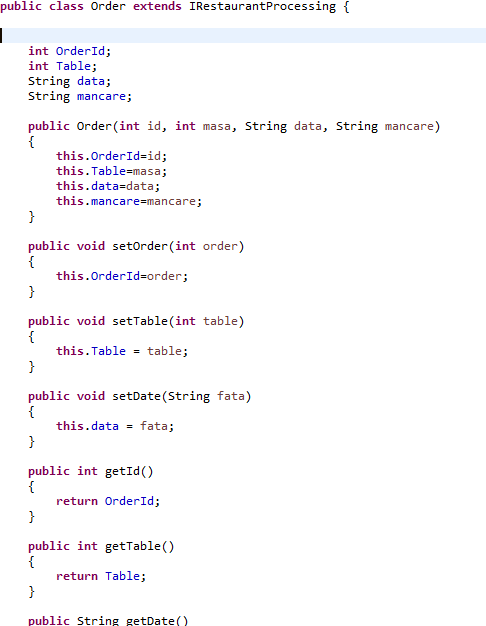 public class Order extends IRestaurantProcessing {
int OrderId;
int Table;
String data;
String mancare;
public Order(int id, int masa, String data, String mancare)
{
this.OrderId=id;
this.Table=masa;
this.data=data;
this.mancare=mancare;
}
public void setOrder(int order)
{
this.OrderId=order;
}
public void setTable(int table)
{
this.Table = table;
}
public void setDate(String fata)
{
this.data = fata;
}
public int getId()
{
return OrderId;
}
public int getTable()
{
return Table;
}
public String getDate()